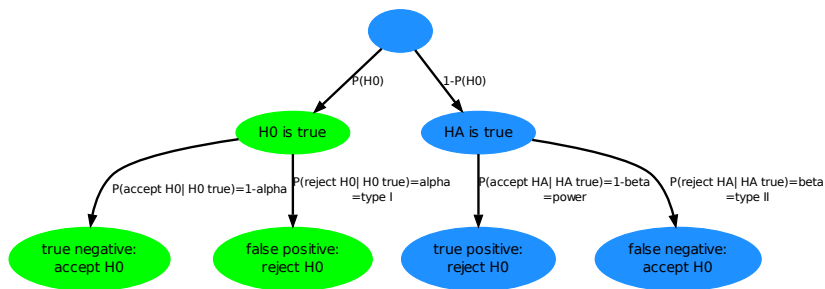 P(H0)
1-P(H0)
H0 is true
HA is true
P(accept H0| H0 true)=1-alpha
P(reject H0| H0 true)=alpha
=type I
P(accept HA| HA true)=1-beta
=power
P(reject HA| HA true)=beta
=type II
true negative:
accept H0
false positive:
reject H0
true positive:
reject H0
false negative:
accept H0